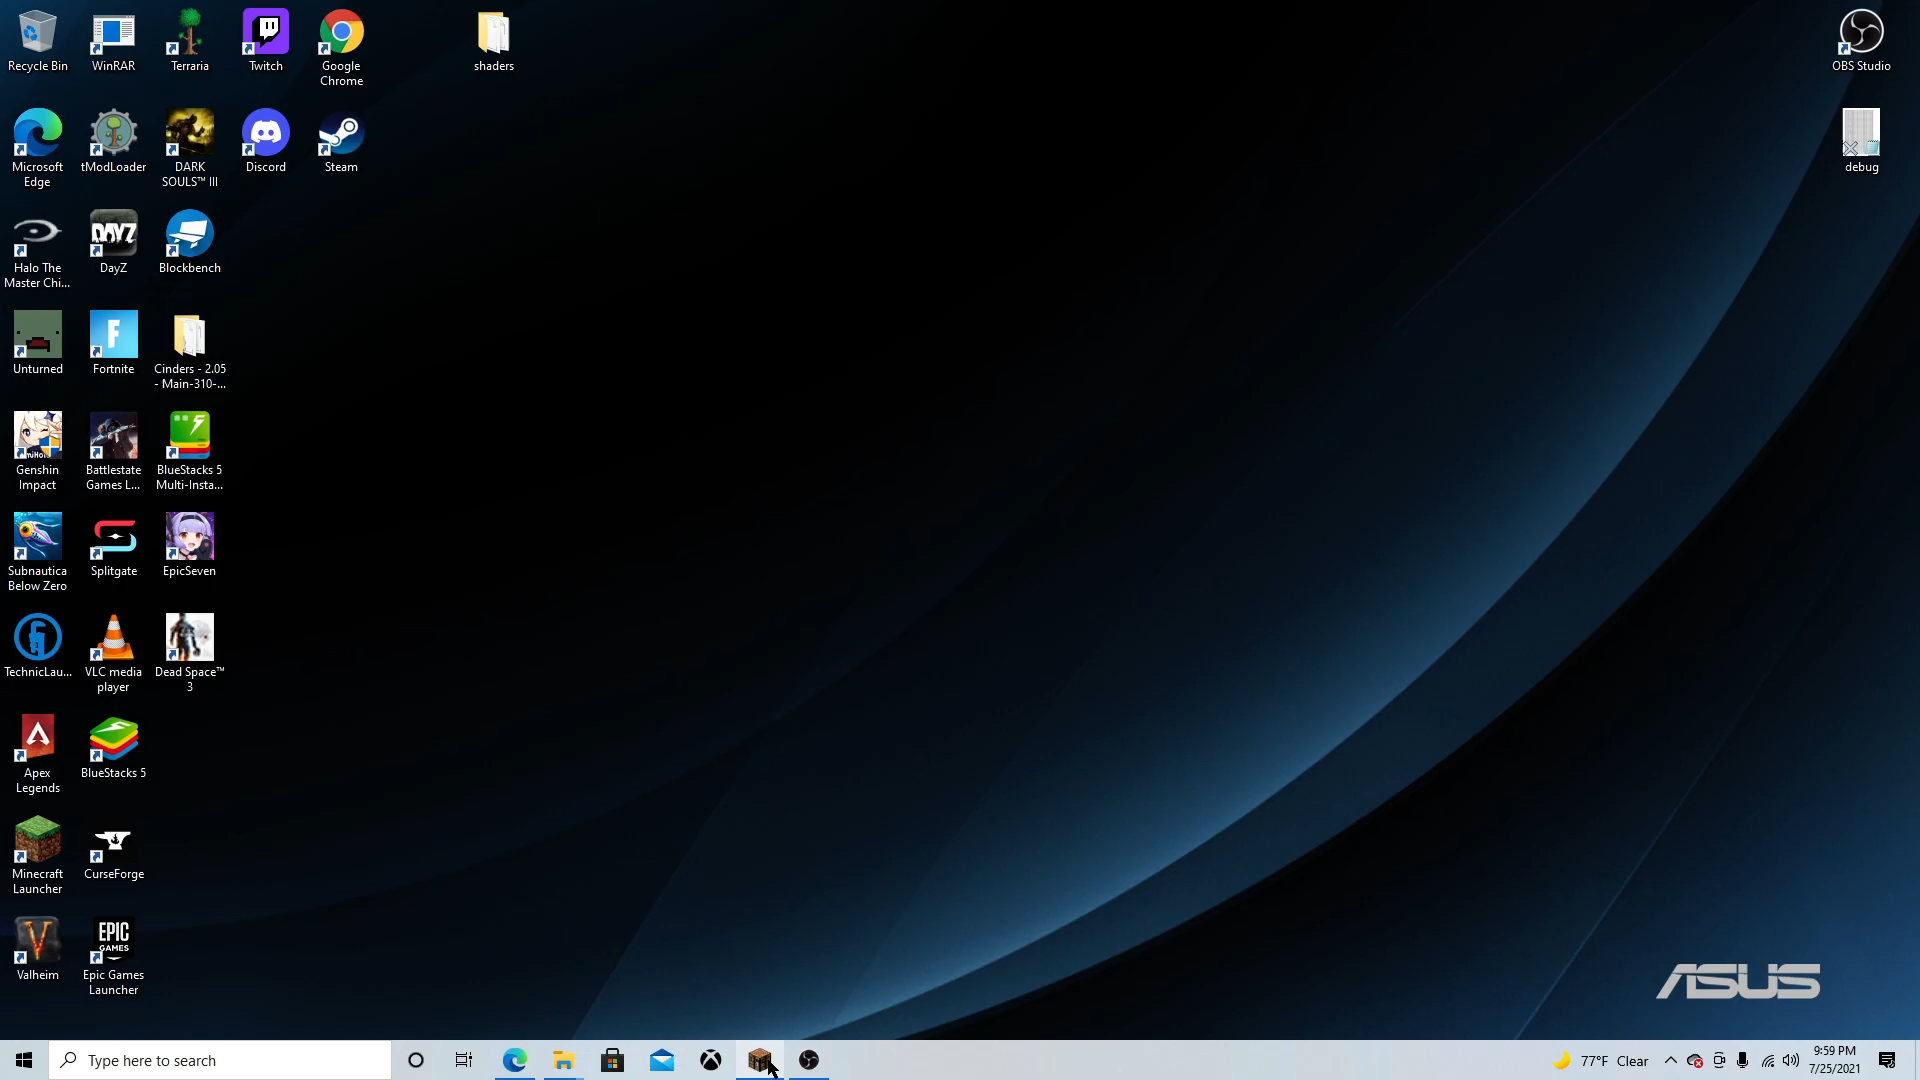 Recycle Bin
WinRAR
Terraria
Twitch
Google
Chrome
shaders
OBS Studio
Microsoft
Edge
tModLoader
DARK
SOULS™ III
Discord
Steam
debug
DAYZ
Halo The
Master Chi...
DayZ
Blockbench
Unturned
Fortnite
Cinders - 2.05
- Main-310-...
Genshin
Impact
Battlestate
Games L...
BlueStacks 5
Multi-Insta...
Subnautica
Below Zero
Splitgate
EpicSeven
TechnicLau...
VLC media
player
Dead Space™
3
Apex
Legends
BlueStacks 5
Minecraft
Launcher
CurseForge
EPIC
GAMES
Valheim
Epic Games
Launcher
ASUS
Type here to search
77°F Clear
9:59 PM
7/25/2021